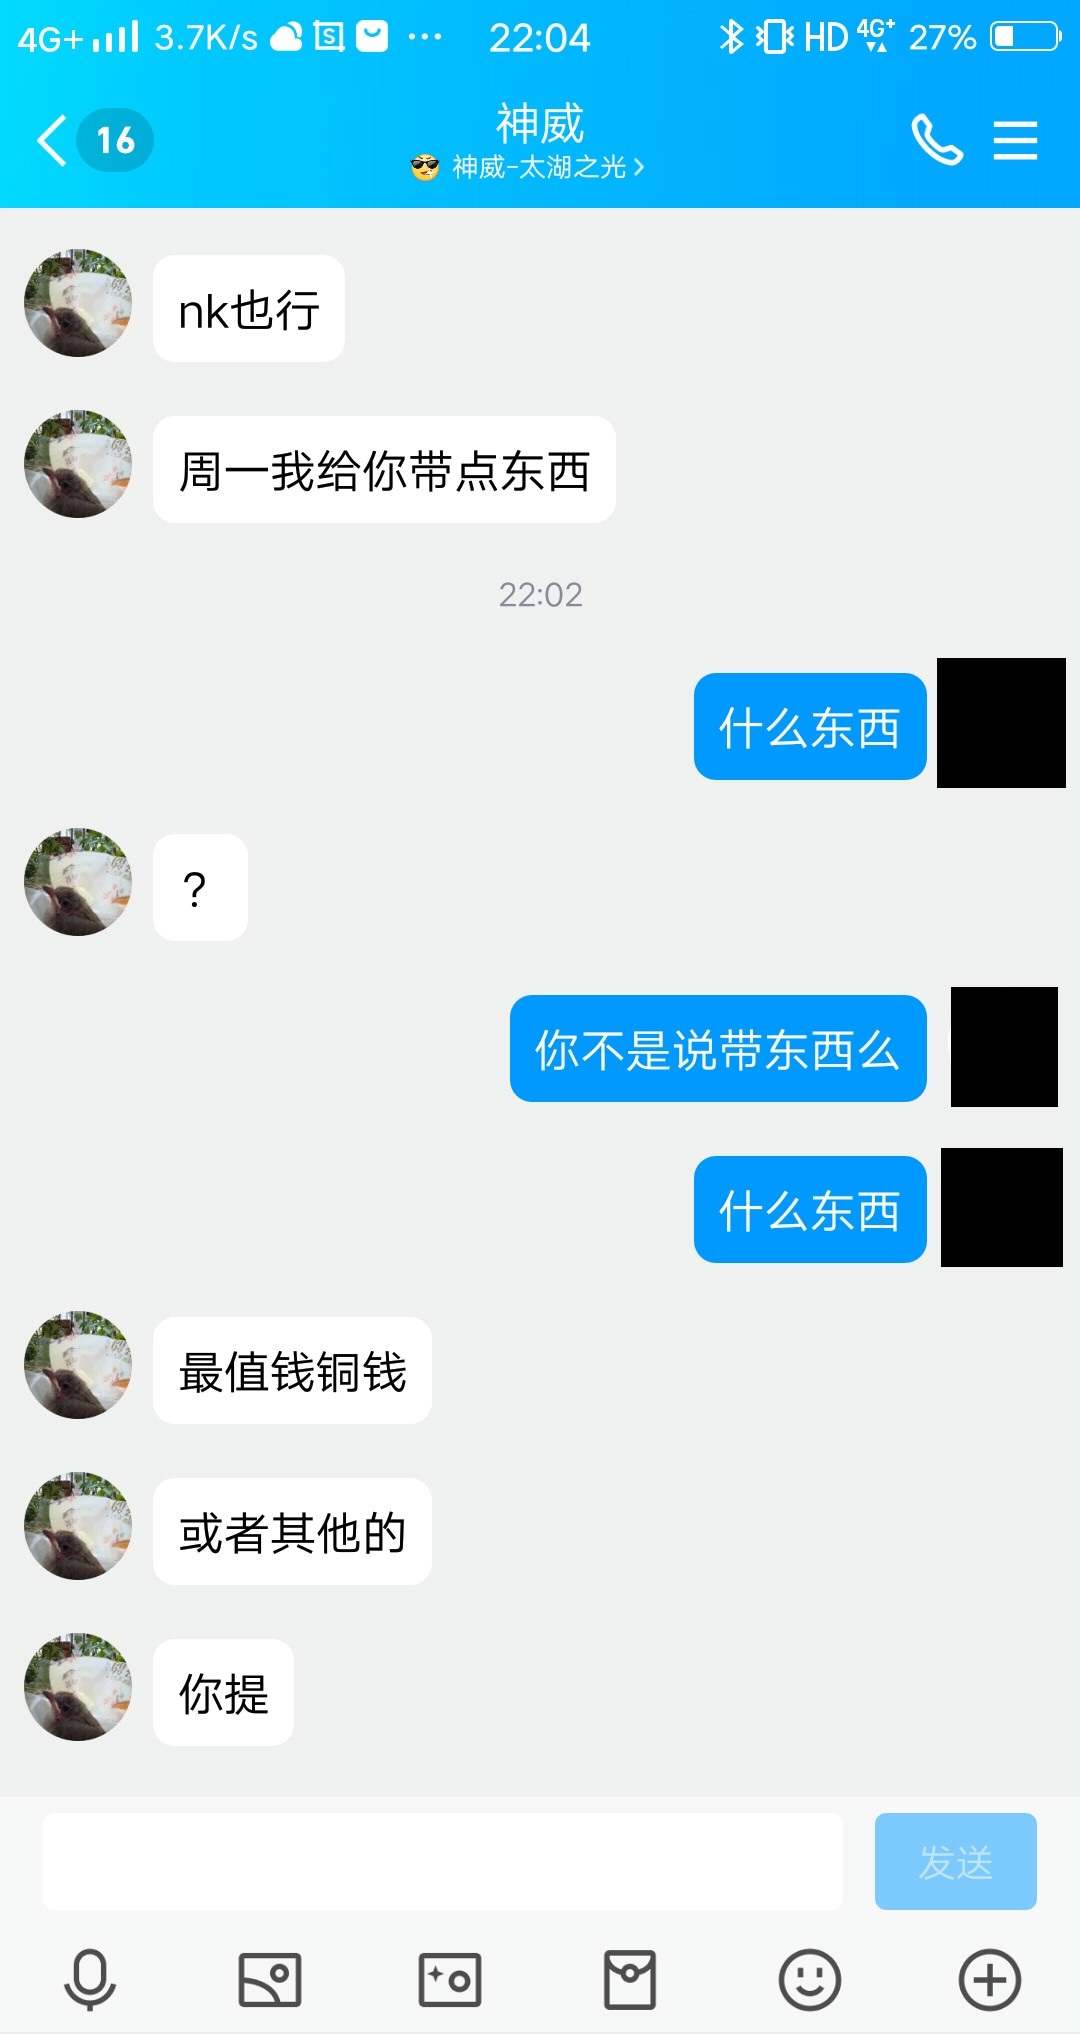 4G+ 3.7K/s ··· 22:04 HD 4G+ 27%
16
神威
神威-太湖之光
nk也行
周一我给你带点东西
22:02
什么东西
?
你不是说带东西么
什么东西
最值钱铜钱
或者其他的
你提
发送